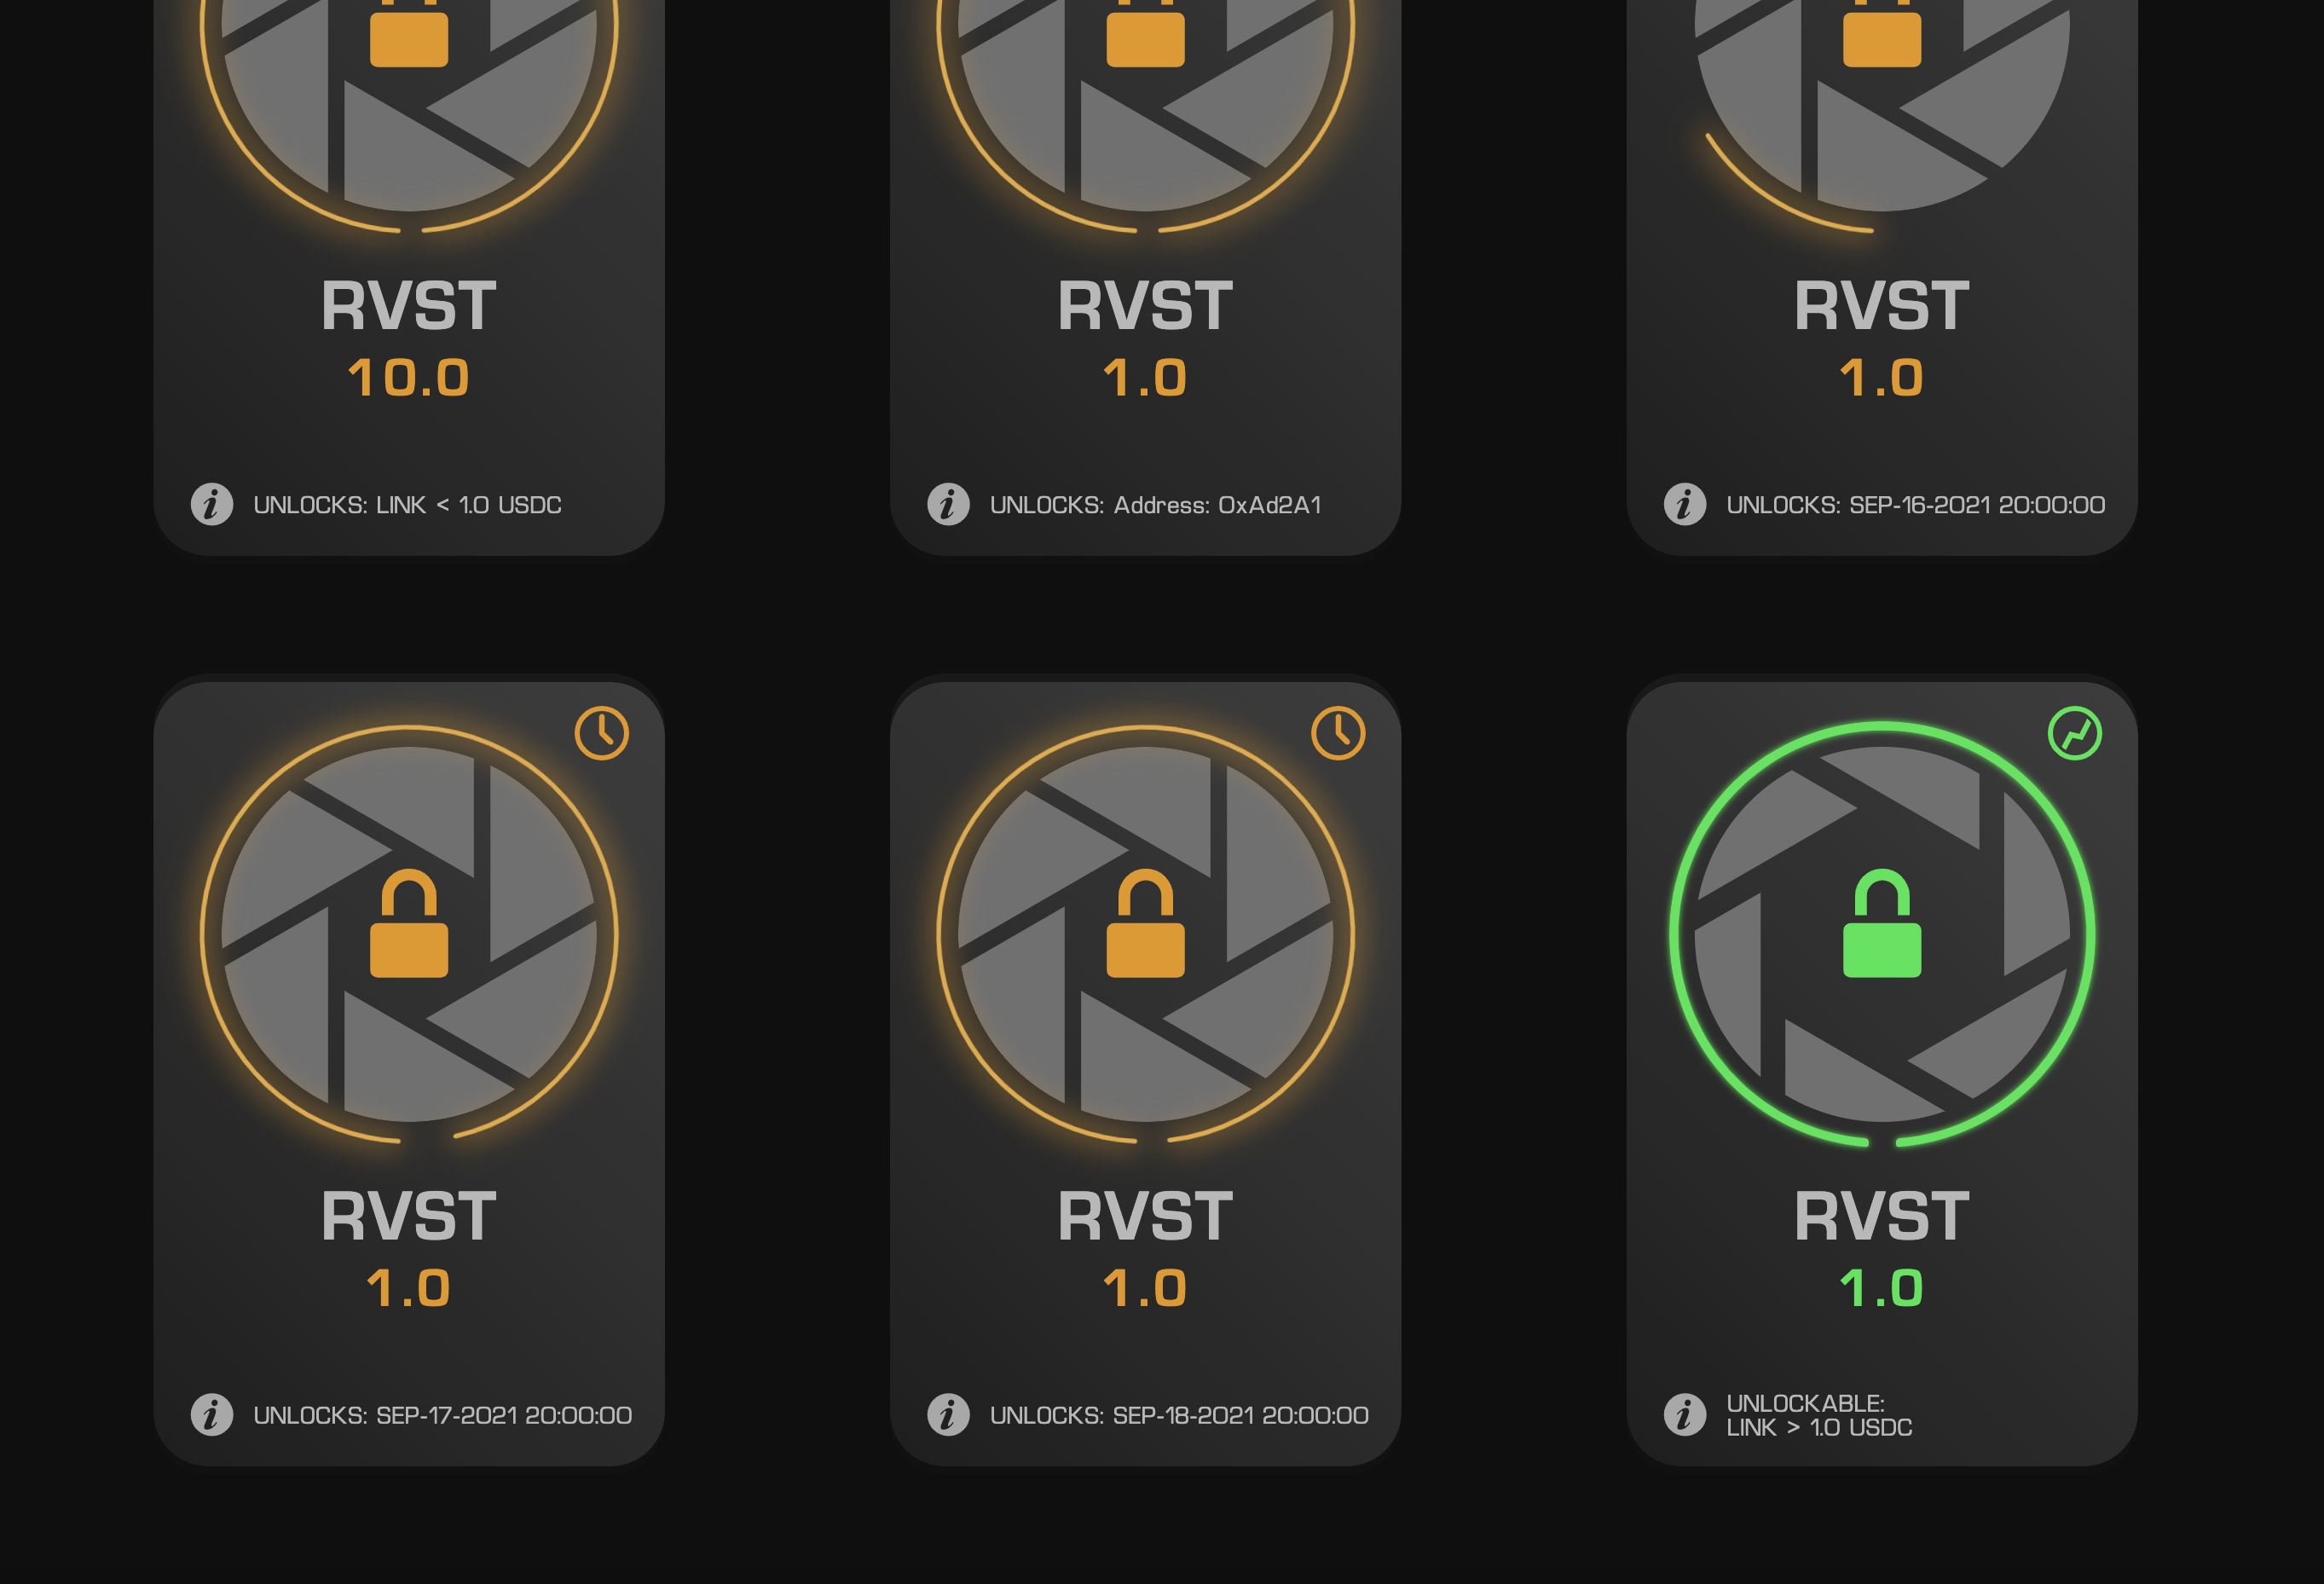 RVST
10.0
UNLOCKS: LINK < 1.0 USDC
RVST
1.0
UNLOCKS: Address: 0xAd2A1
RVST
1.0
UNLOCKS: SEP-16-2021 20:00:00
RVST
1.0
UNLOCKS: SEP-17-2021 20:00:00
RVST
1.0
UNLOCKS: SEP-18-2021 20:00:00
RVST
1.0
UNLOCKABLE:
LINK > 1.0 USDC